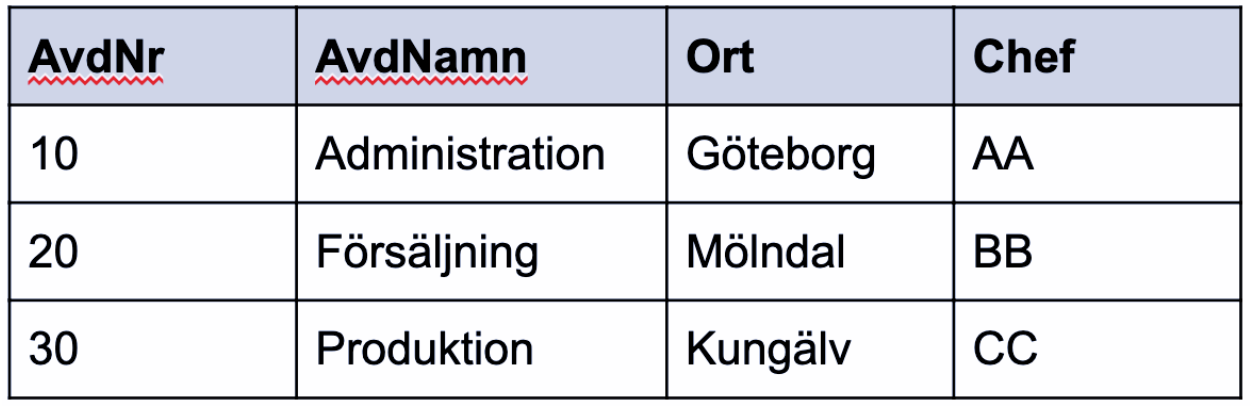 AvdNr AvdNamn Ort Chef
10 Administration Göteborg AA
20 Försäljning Mölndal BB
30 Produktion Kungälv CC